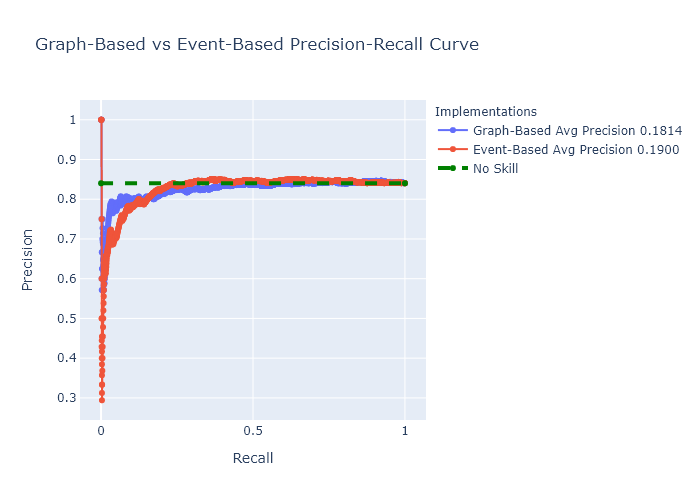 Graph-Based vs Event-Based Precision-Recall Curve
Implementations
Graph-Based Avg Precision 0.1814
Event-Based Avg Precision 0.1900
No Skill
Precision
1
0.9
0.8
0.7
0.6
0.5
0.4
0.3
0
0.5
1
Recall